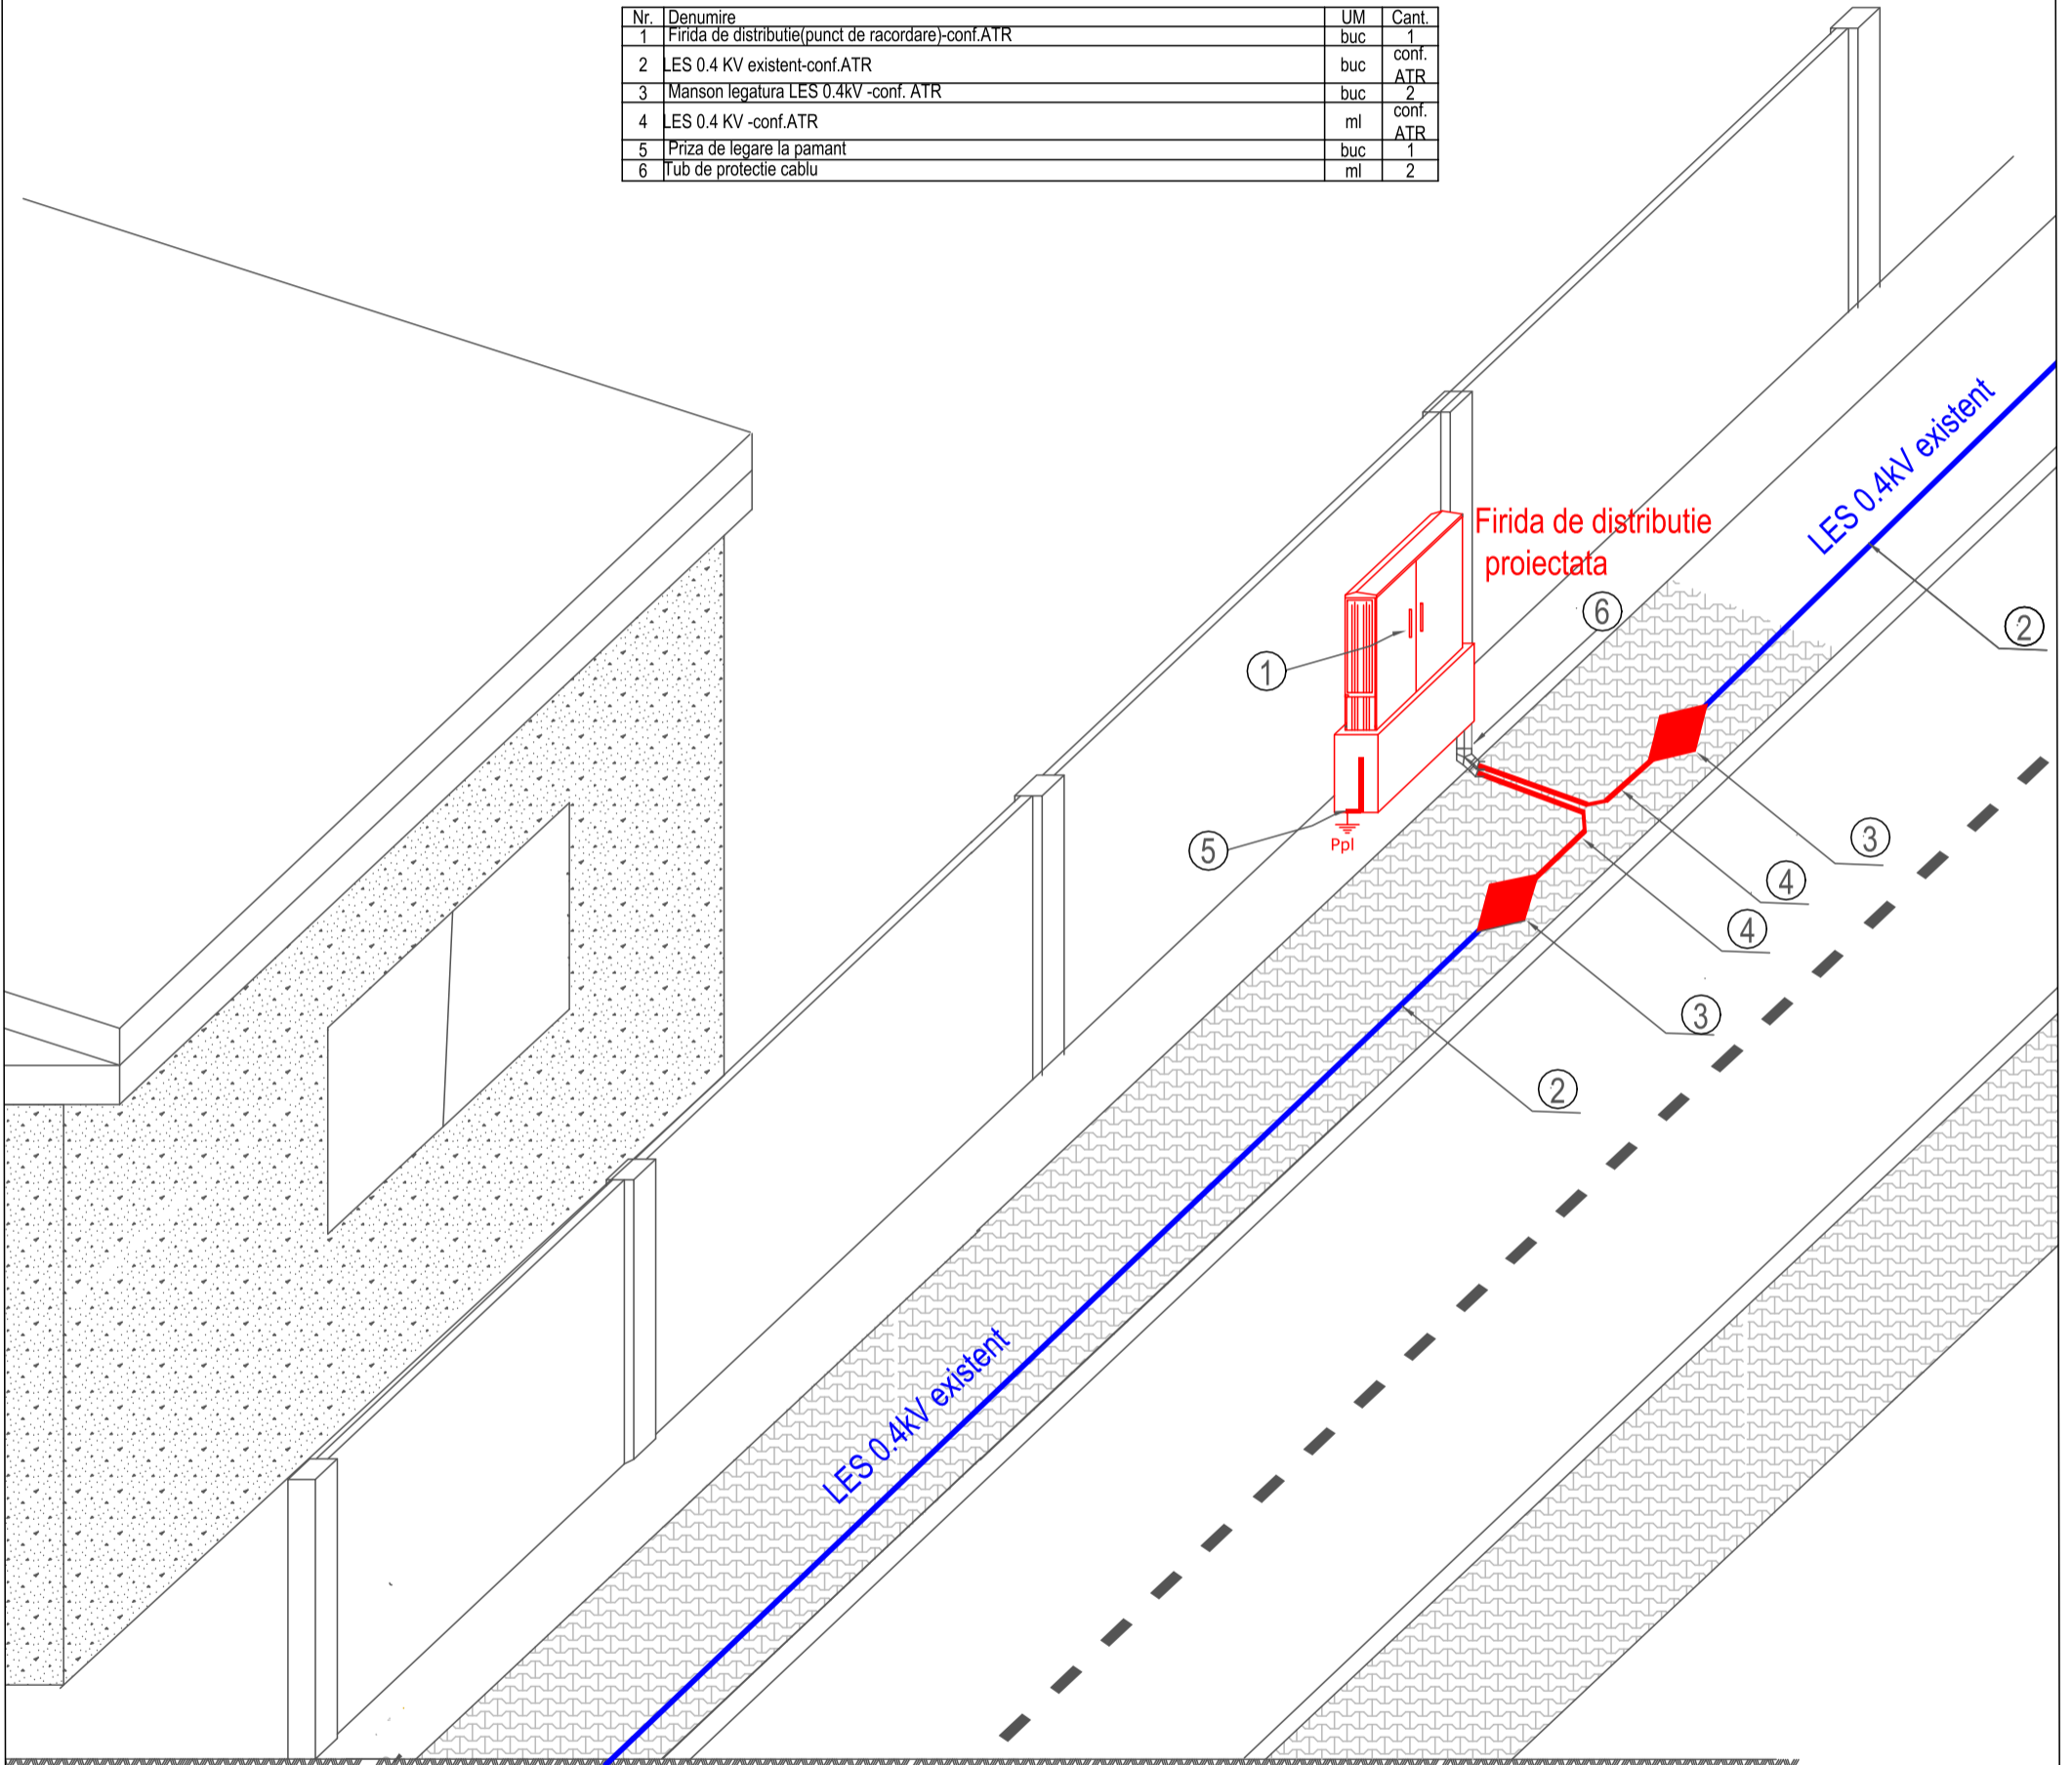 Nr. Denumire UM Cant.
1 Firida de distributie(punct de racordare)-conf.ATR buc 1
2 LES 0.4 KV existent-conf.ATR buc conf. ATR
3 Manson legatura LES 0.4kV -conf. ATR buc 2
4 LES 0.4 KV -conf.ATR ml conf. ATR
5 Priza de legare la pamant buc 1
6 Tub de protectie cablu ml 2
LES 0.4kV existent
Firida de distributie
proiectata
6
2
1
3
5
Ppl
4
4
3
2
LES 0.4kV existent